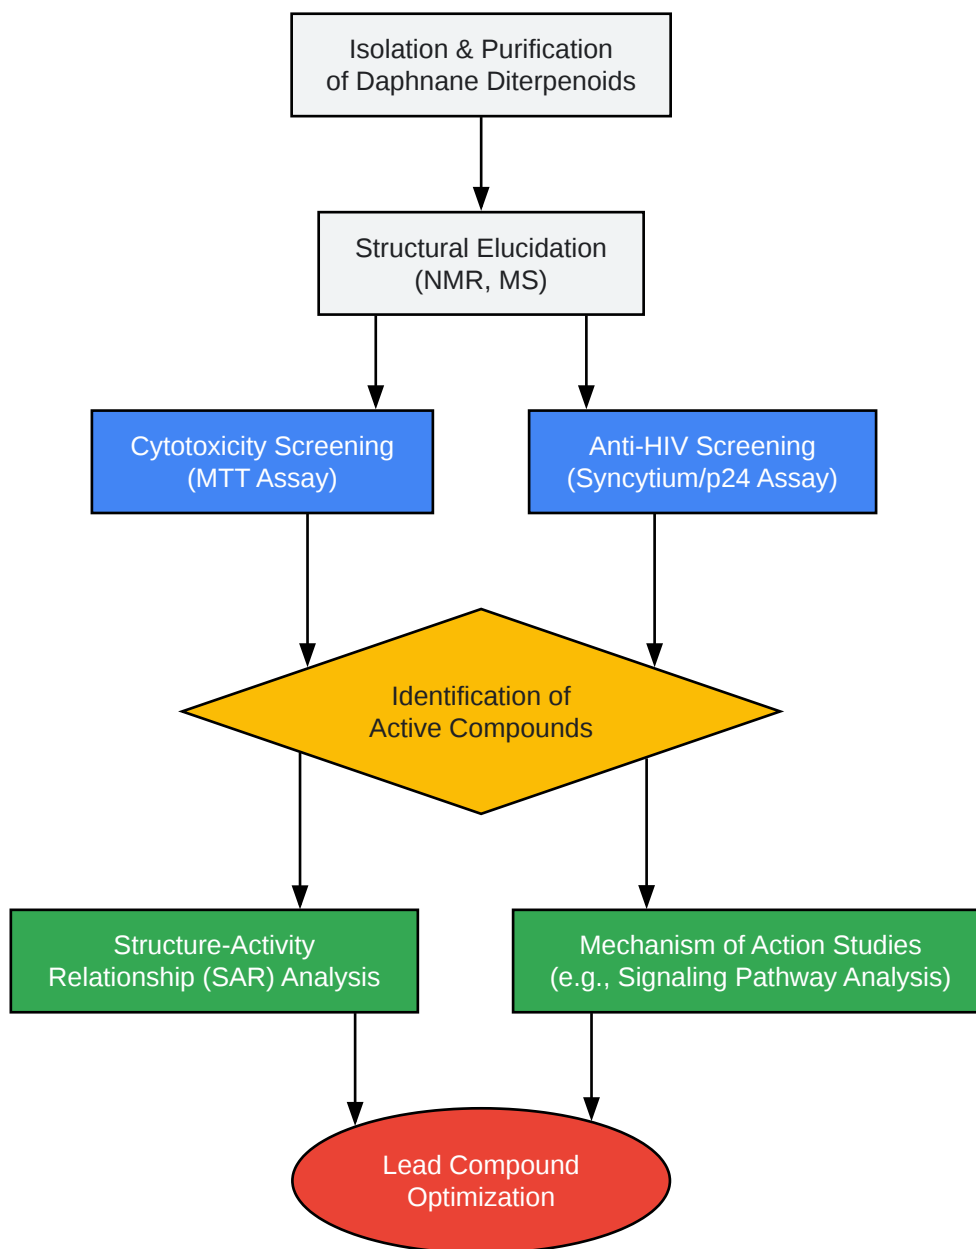 Isolation & Purification
of Daphnane Diterpenoids
Structural Elucidation
(NMR, MS)
Cytotoxicity Screening
(MTT Assay)
Anti-HIV Screening
(Syncytium/p24 Assay)
Identification of
Active Compounds
Structure-Activity
Relationship (SAR) Analysis
Mechanism of Action Studies
(e.g., Signaling Pathway Analysis)
Lead Compound
Optimization